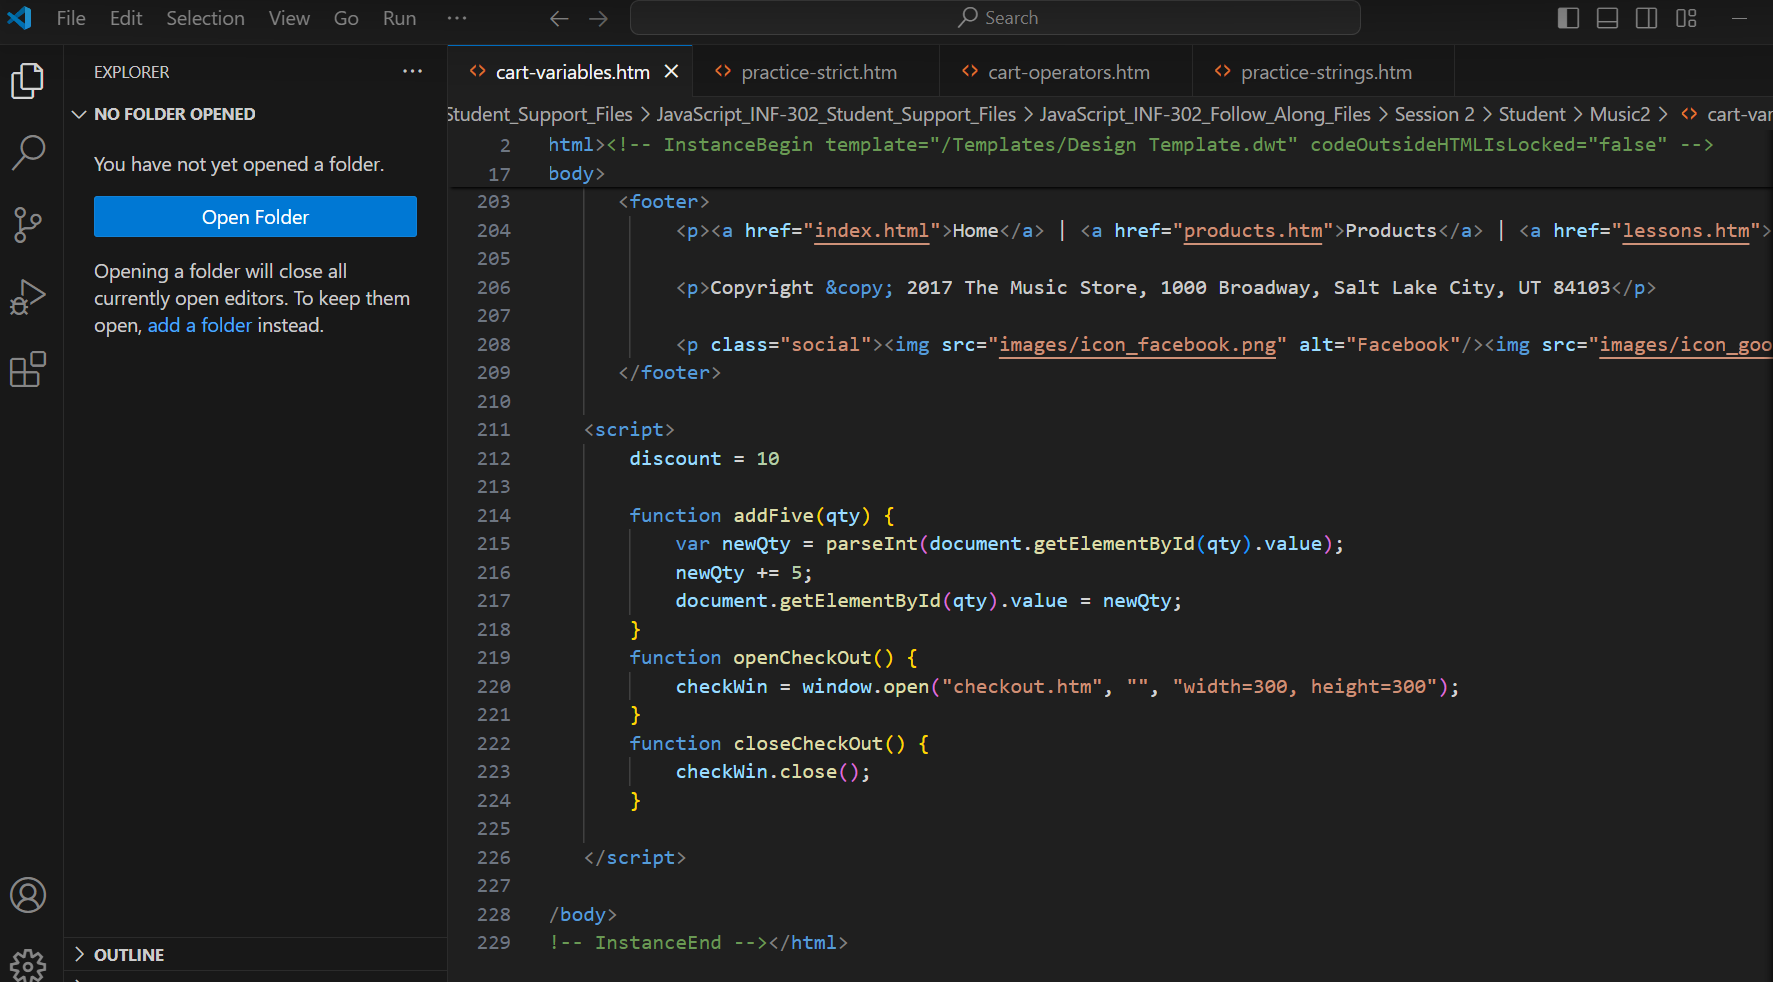 File Edit Selection View Go Run ··· Search
EXPLORER ···
NO FOLDER OPENED
You have not yet opened a folder.
Open Folder
Opening a folder will close all
currently open editors. To keep them
open, add a folder instead.
OUTLINE
cart-variables.htm practice-strict.htm cart-operators.htm practice-strings.htm
Student_Support_Files > JavaScript_INF-302_Student_Support_Files > JavaScript_INF-302_Follow_Along_Files > Session 2 > Student > Music2 > cart-var
2 html><!-- InstanceBegin template="/Templates/Design Template.dwt" codeOutsideHTMLIsLocked="false" -->
17 body>
203 <footer>
204 <p><a href="index.html">Home</a> | <a href="products.htm">Products</a> | <a href="lessons.htm">
205
206 <p>Copyright &copy; 2017 The Music Store, 1000 Broadway, Salt Lake City, UT 84103</p>
207
208 <p class="social"><img src="images/icon_facebook.png" alt="Facebook"/><img src="images/icon_goo
209 </footer>
210
211 <script>
212 discount = 10
213
214 function addFive(qty) {
215 var newQty = parseInt(document.getElementById(qty).value);
216 newQty += 5;
217 document.getElementById(qty).value = newQty;
218 }
219 function openCheckOut() {
220 checkWin = window.open("checkout.htm", "", "width=300, height=300");
221 }
222 function closeCheckOut() {
223 checkWin.close();
224 }
225
226 </script>
227
228 /body>
229 !-- InstanceEnd --></html>